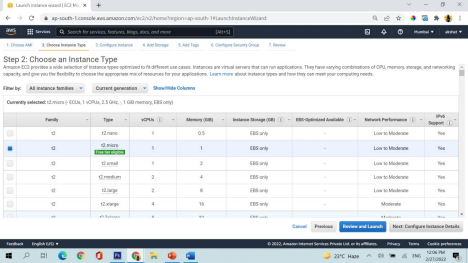 Launch instance wizard | EC2 Man
ap-south-1.console.aws.amazon.com/ec2/v2/home?region=ap-south-1#LaunchInstanceWizard:
aws Services Search for services, features, blogs, docs, and more [Alt+S] Mumbai akshat
1. Choose AMI 2. Choose Instance Type 3. Configure Instance 4. Add Storage 5. Add Tags 6. Configure Security Group 7. Review
Step 2: Choose an Instance Type
Amazon EC2 provides a wide selection of instance types optimized to fit different use cases. Instances are virtual servers that can run applications. They have varying combinations of CPU, memory, storage, and networking
capacity, and give you the flexibility to choose the appropriate mix of resources for your applications. Learn more about instance types and how they can meet your computing needs.
Filter by: All instance families Current generation Show/Hide Columns
Currently selected: t2.micro (- ECUs, 1 vCPUs, 2.5 GHz, -, 1 GiB memory, EBS only)
Family Type vCPUs Memory (GiB) Instance Storage (GB) EBS-Optimized Available Network Performance IPv6 Support
t2 t2.nano 1 0.5 EBS only - Low to Moderate Yes
t2 t2.micro 1 1 EBS only - Low to Moderate Yes
Free tier eligible
t2 t2.small 1 2 EBS only - Low to Moderate Yes
t2 t2.medium 2 4 EBS only - Low to Moderate Yes
t2 t2.large 2 8 EBS only - Low to Moderate Yes
t2 t2.xlarge 4 16 EBS only - Moderate Yes
Cancel Previous Review and Launch Next: Configure Instance Details
Feedback English (US) © 2022, Amazon Internet Services Private Ltd. or its affiliates. Privacy Terms Cookie preferences
23°C Haze ENG 12:06 PM
2/27/2022